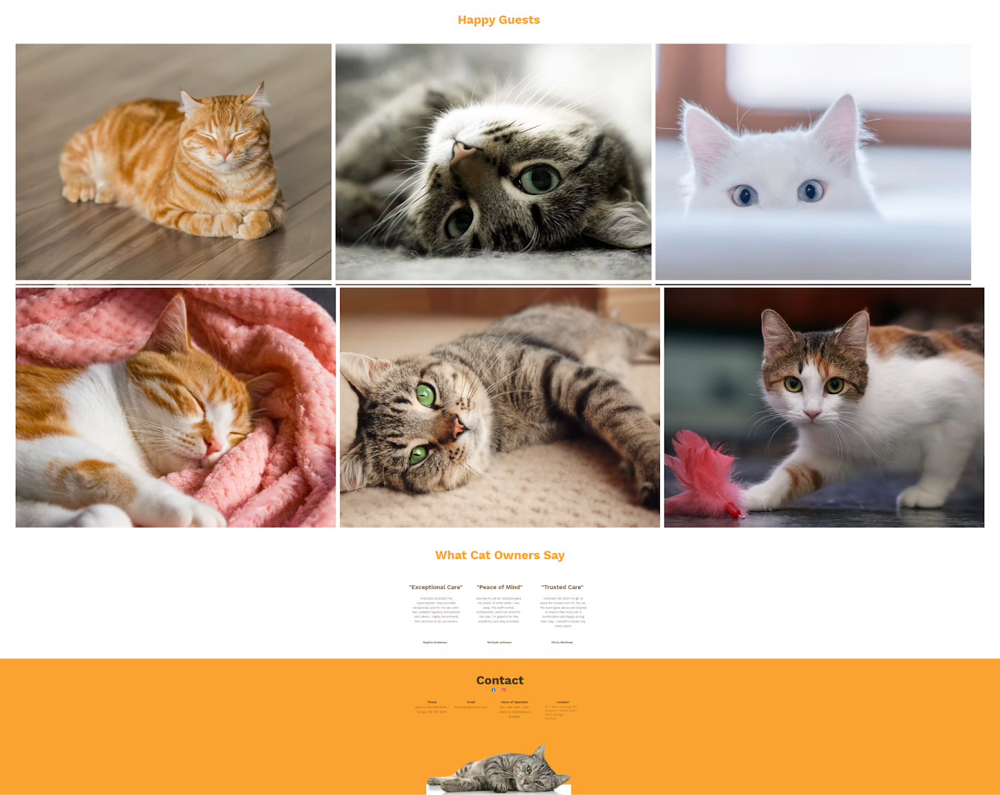 Happy Guests
What Cat Owners Say
"Exceptional Care"
Hotelcats exceeded my
expectations. They provided
exceptional care for my cat, and I
was updated regularly with photos
and videos. I highly recommend
their services to all cat owners.
Sophie Anderson
"Peace of Mind"
Leaving my cat at Hotelcats gave
me peace of mind while I was
away. The staff is kind,
professional, and truly cares for
the cats. I'm grateful for the
wonderful care they provided.
Michael Johnson
"Trusted Care"
Hotelcats has been my go-to
place for trusted care for my cat.
The team goes above and beyond
to ensure that every cat is
comfortable and happy during
their stay. I wouldn't choose any
other place!
Olivia Martinez
Contact
Phone
Email
Hours of Operation
Closed on Wednesdays &
Sundays
Location